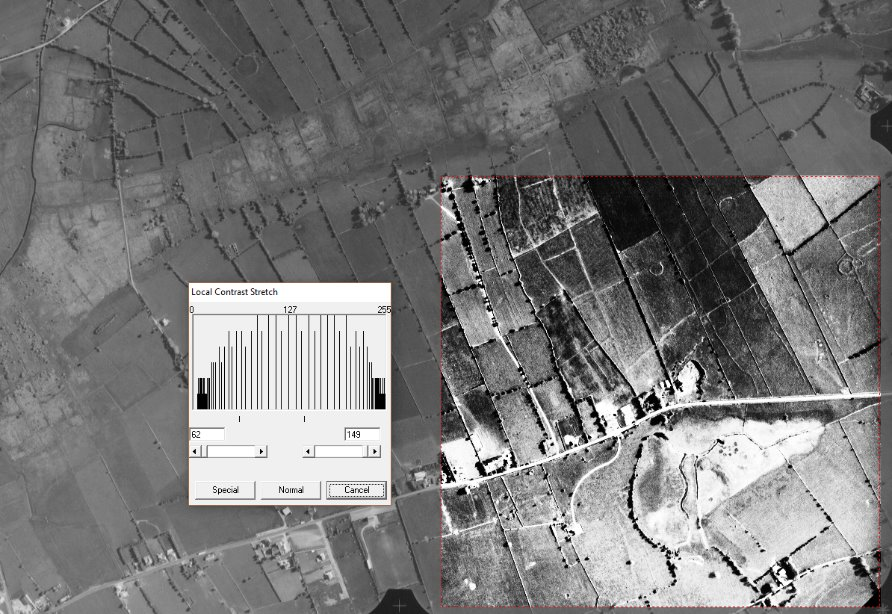 Local Contrast Stretch
0 127 255
62 149
Special Normal Cancel